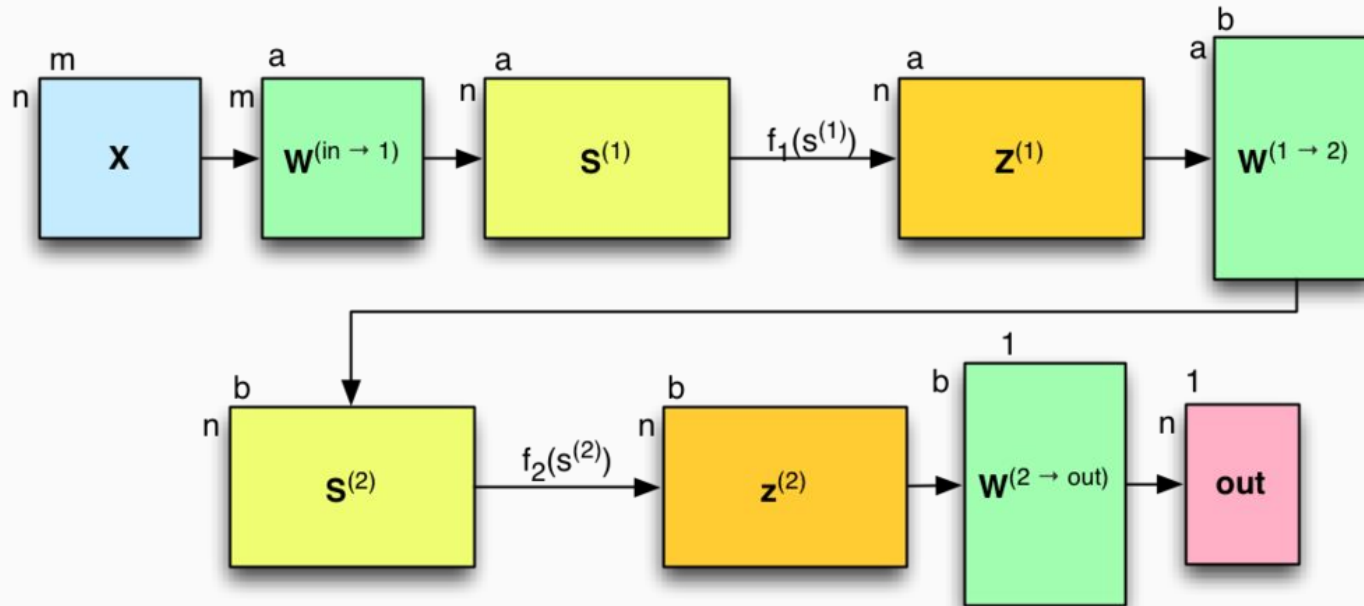 m a a a b
n m n n a
X W(in → 1) S(1) f1(s(1)) Z(1) W(1 → 2)
b b 1 1
n n b n
S(2) f2(s(2)) z(2) W(2 → out) out